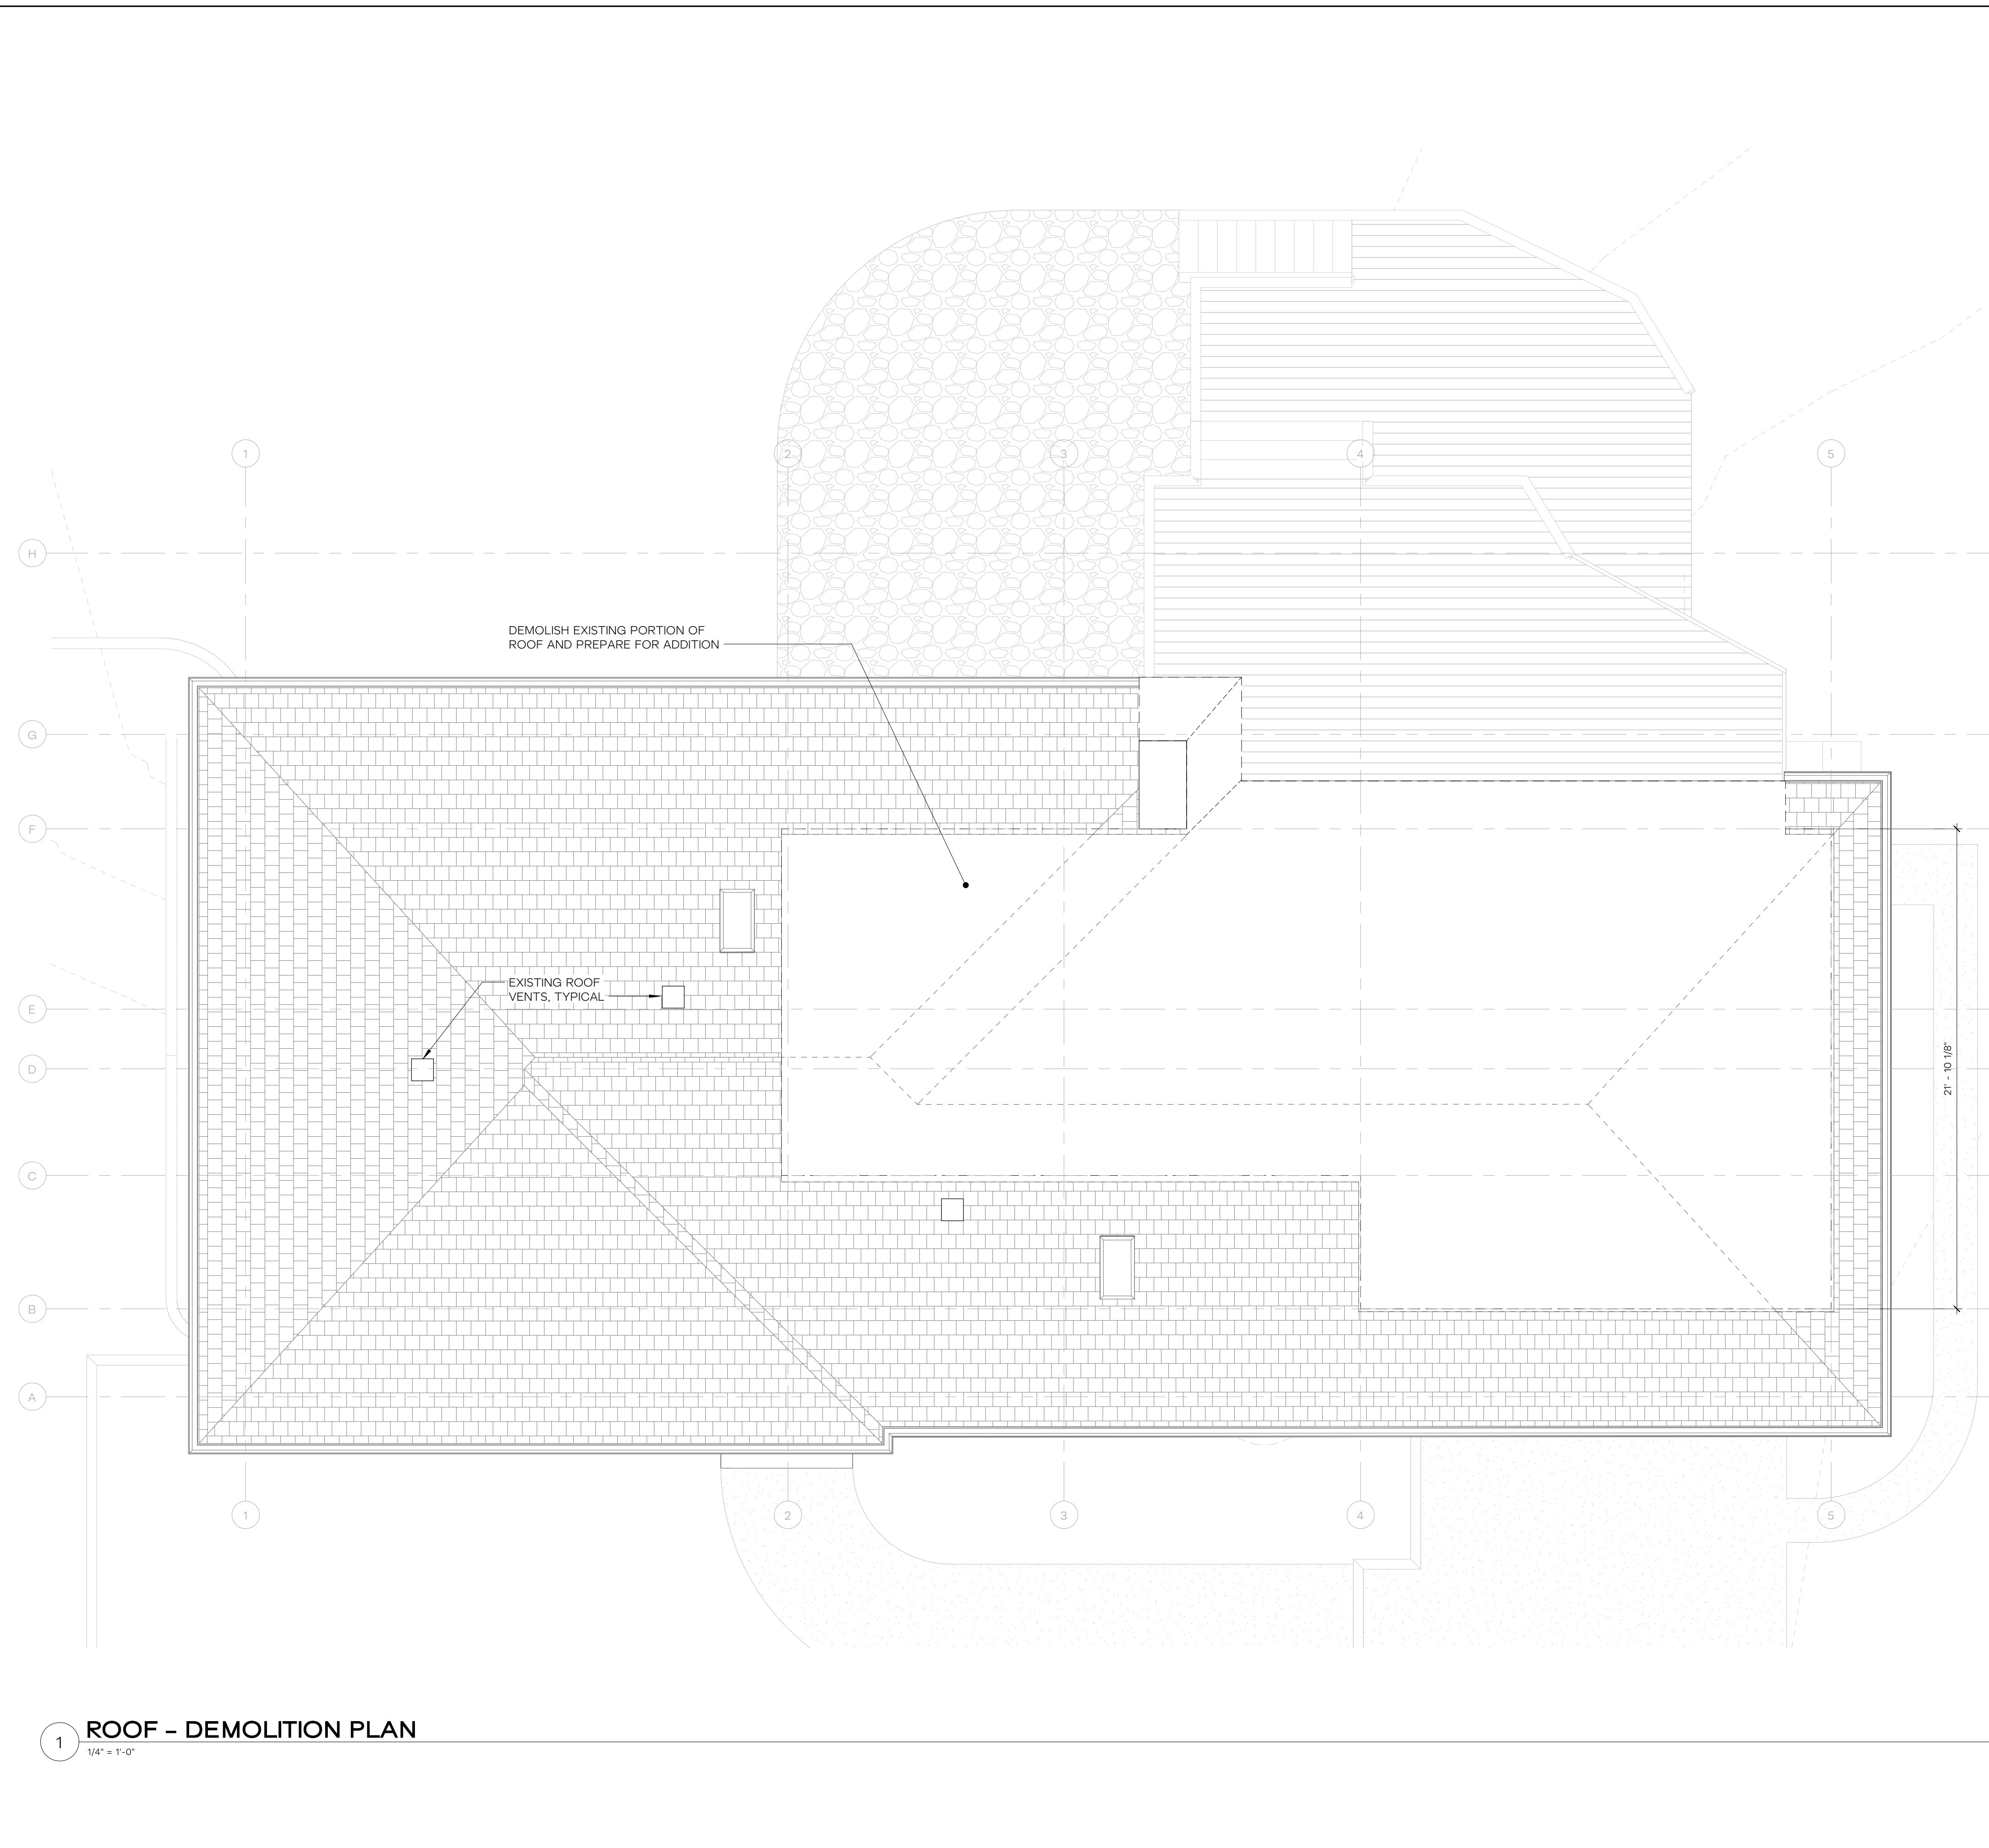 1 2 3 4 5
H
DEMOLISH EXISTING PORTION OF
ROOF AND PREPARE FOR ADDITION
G
F
EXISTING ROOF
VENTS, TYPICAL
E
D
21' - 10 1/8"
C
B
A
1 2 3 4 5
1 ROOF - DEMOLITION PLAN
1/4" = 1'-0"